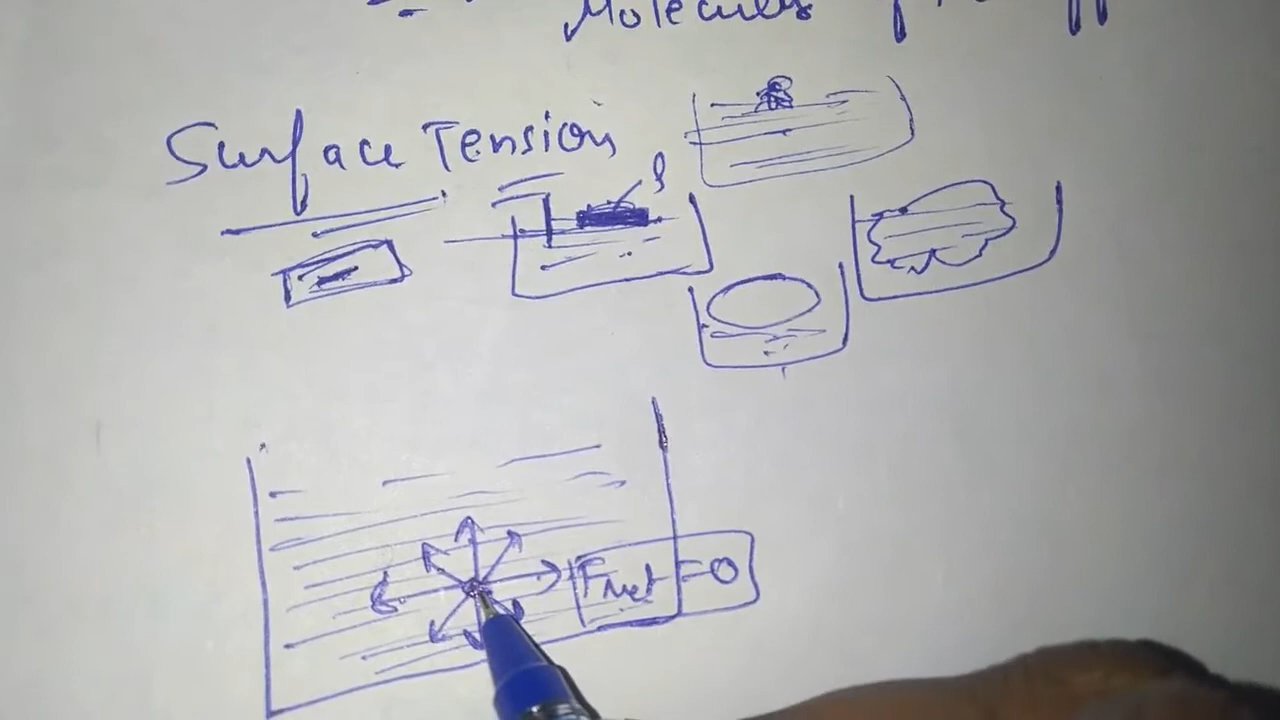 Molecules
Surface Tension
Fnet = 0